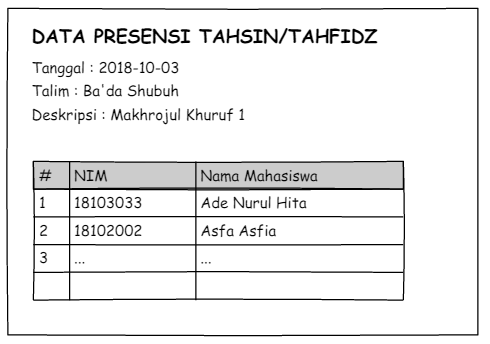 DATA PRESENSI TAHSIN/TAHFIDZ
Tanggal : 2018-10-03
Talim : Ba'da Shubuh
Deskripsi : Makhrojul Khuruf 1
# NIM Nama Mahasiswa
1 18103033 Ade Nurul Hita
2 18102002 Asfa Asfia
3 ... ...